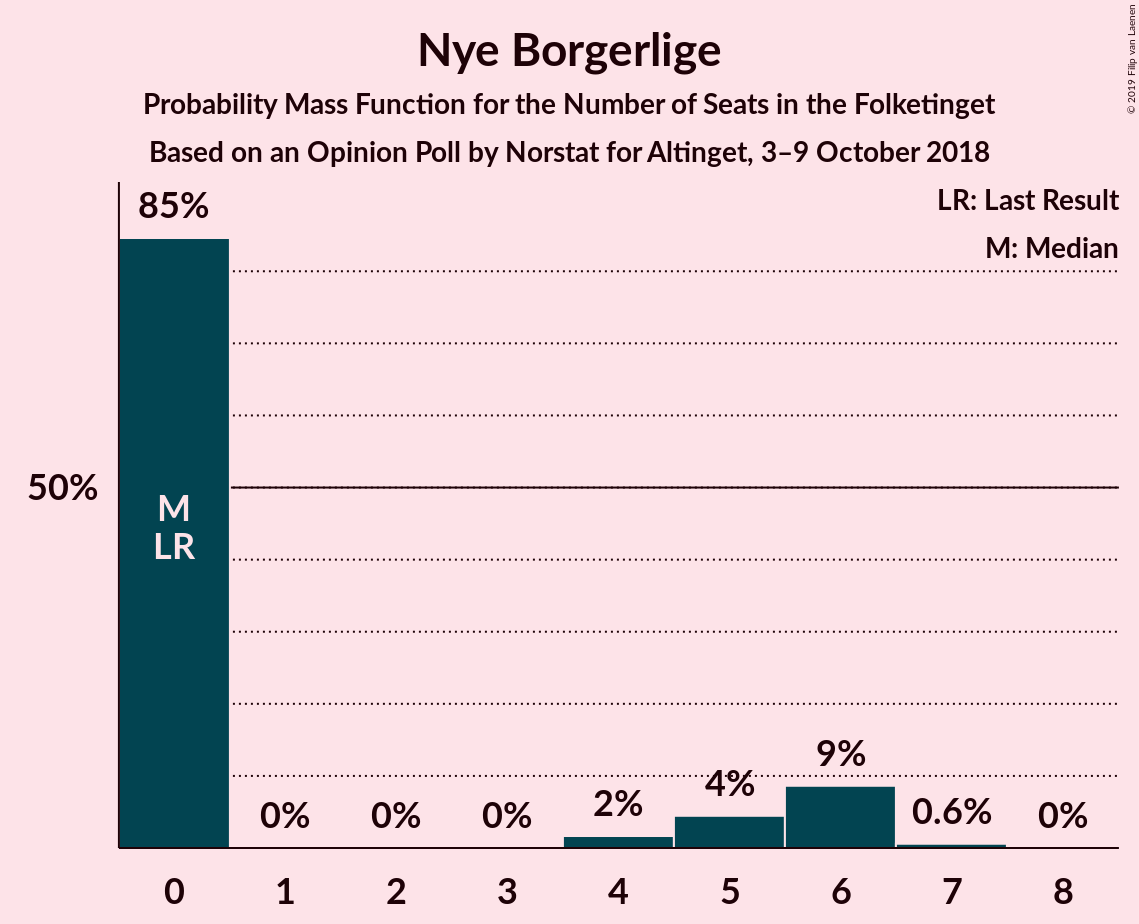 Nye Borgerlige
Probability Mass Function for the Number of Seats in the Folketinget
Based on an Opinion Poll by Norstat for Altinget, 3–9 October 2018
© 2019 Filip van Laenen
LR: Last Result
M: Median
85%
50%
M
LR
0%
0%
0%
2%
4%
9%
0.6%
0%
0 1 2 3 4 5 6 7 8